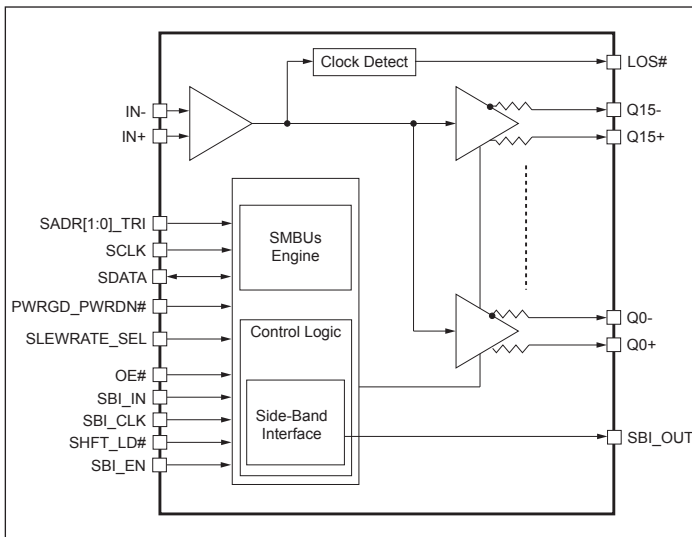 Clock Detect
LOS#
IN-
IN+
Q15-
Q15+
SADR[1:0]_TRI
SCLK
SDATA
PWRGD_PWRDN#
SLEWRATE_SEL
OE#
SBI_IN
SBI_CLK
SHFT_LD#
SBI_EN
SMBUs
Engine
Control Logic
Side-Band
Interface
Q0-
Q0+
SBI_OUT